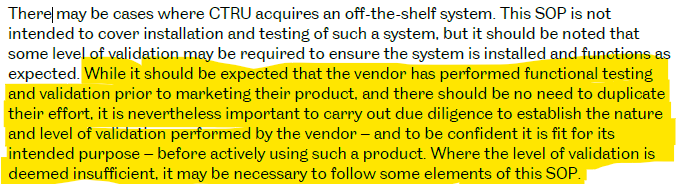 There may be cases where CTRU acquires an off-the-shelf system. This SOP is not
intended to cover installation and testing of such a system, but it should be noted that
some level of validation may be required to ensure the system is installed and functions as
expected. While it should be expected that the vendor has performed functional testing
and validation prior to marketing their product, and there should be no need to duplicate
their effort, it is nevertheless important to carry out due diligence to establish the nature
and level of validation performed by the vendor – and to be confident it is fit for its
intended purpose – before actively using such a product. Where the level of validation is
deemed insufficient, it may be necessary to follow some elements of this SOP.